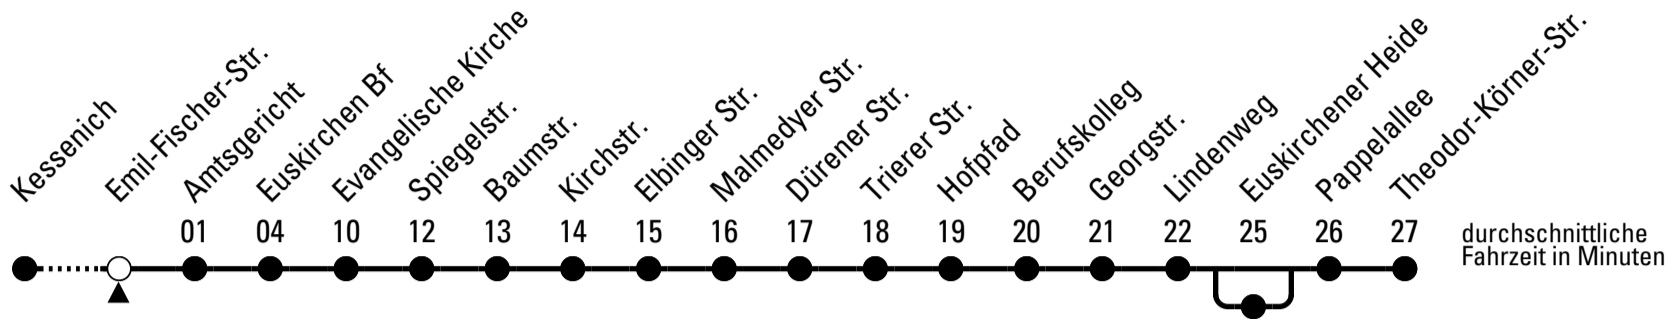 Kessenich
Emil-Fischer-Str.
Amtsgericht
Euskirchen Bf
Evangelische Kirche
Spiegelstr.
Baumstr.
Kirchstr.
Elbinger Str.
Malmedyer Str.
Dürener Str.
Trierer Str.
Hofpfad
Berufskolleg
Georgstr.
Lindenweg
Euskirchener Heide
Pappelallee
Theodor-Körner-Str.
01 04 10 12 13 14 15 16 17 18 19 20 21 22 25 26 27
durchschnittliche
Fahrzeit in Minuten